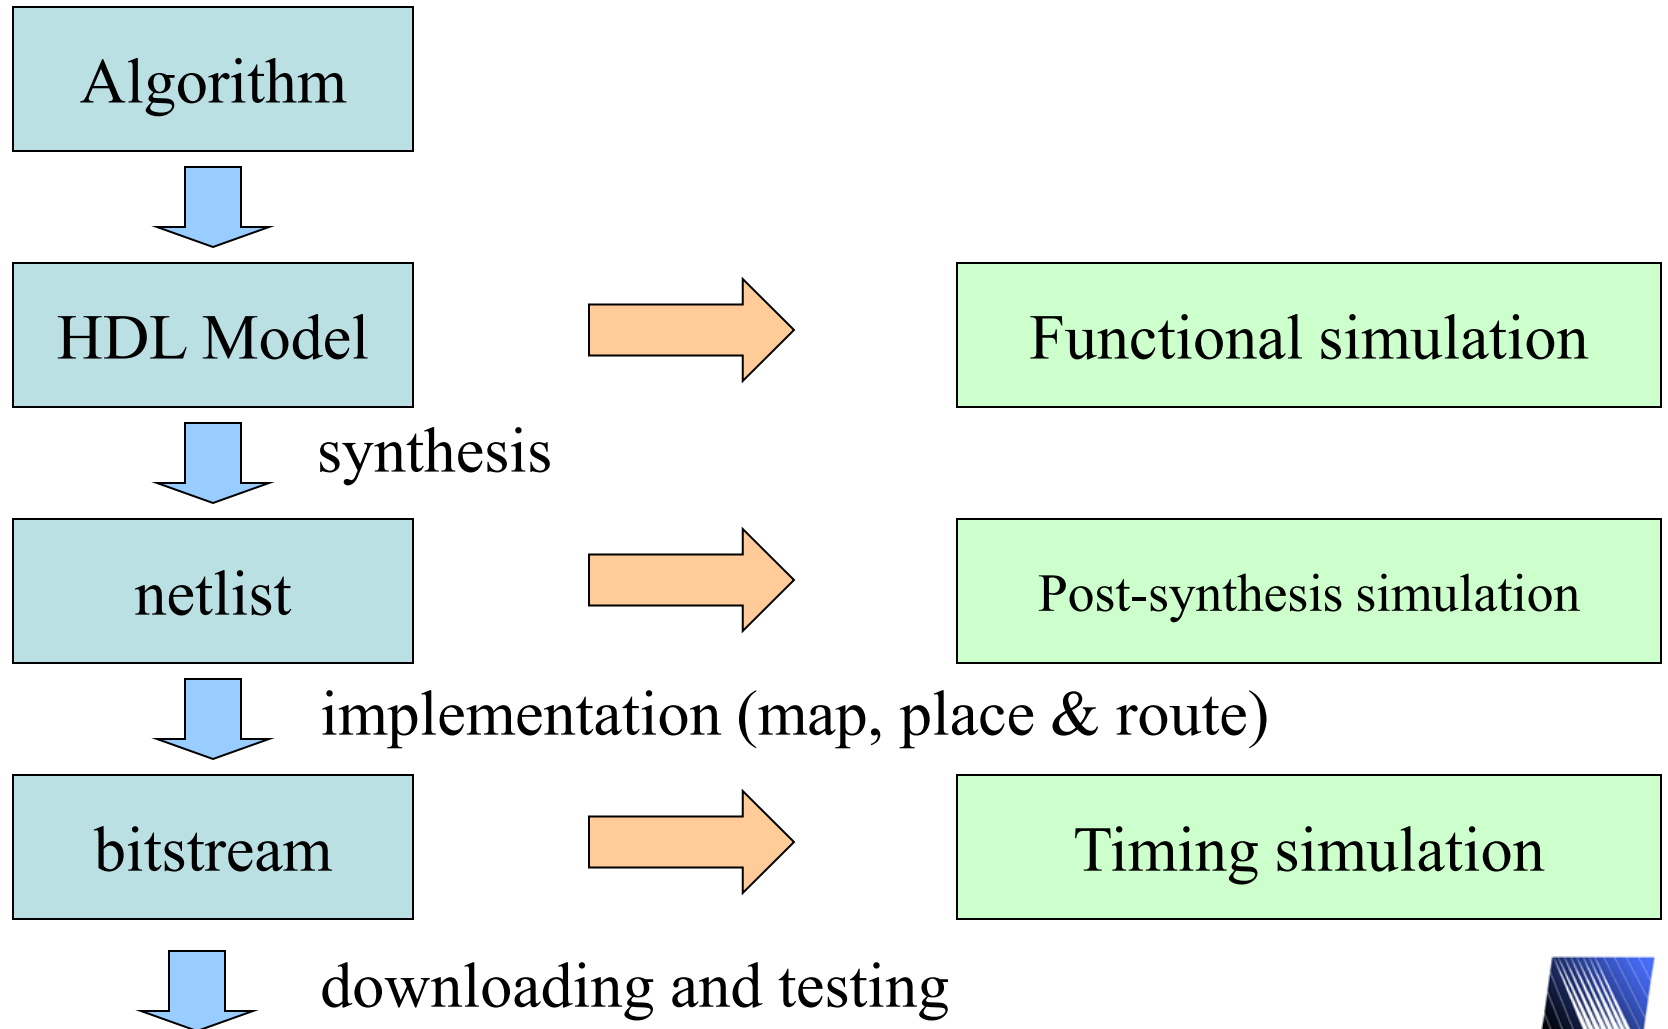 Algorithm
HDL Model
Functional simulation
synthesis
netlist
Post-synthesis simulation
implementation (map, place & route)
bitstream
Timing simulation
downloading and testing